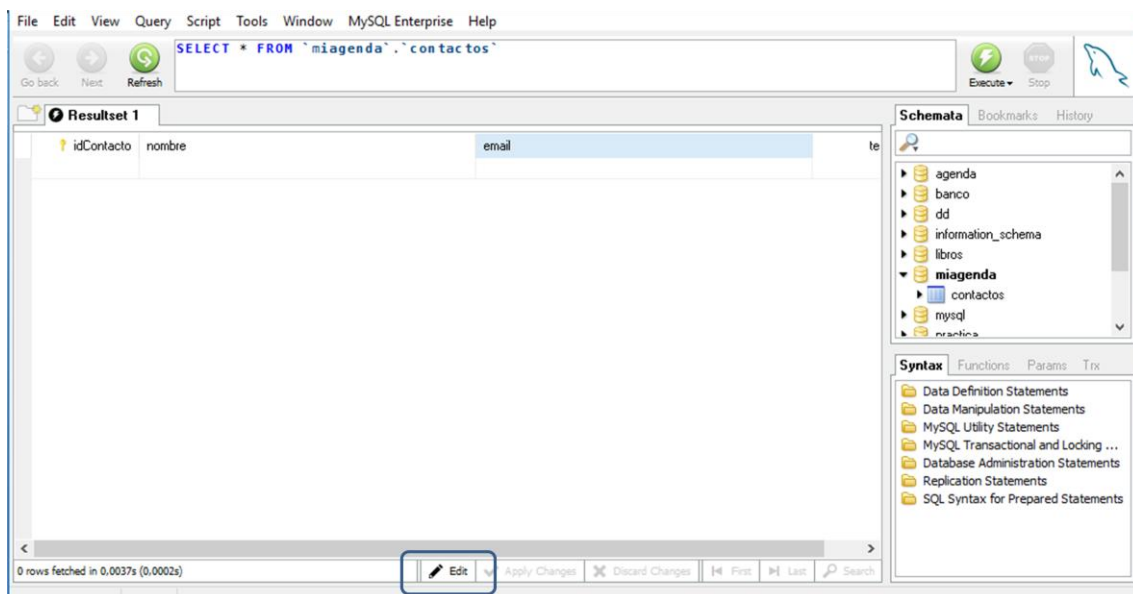 File Edit View Query Script Tools Window MySQL Enterprise Help
SELECT * FROM `miagenda`.`contactos`
Go back Next Refresh
Execute STOP Stop
Resultset 1
idContacto nombre email te
0 rows fetched in 0,0037s (0,0002s)
Edit Apply Changes Discard Changes First Last Search
Schemata Bookmarks History
agenda
banco
dd
information_schema
libros
miagenda
contactos
mysql
practica
Syntax Functions Params Trx
Data Definition Statements
Data Manipulation Statements
MySQL Utility Statements
MySQL Transactional and Locking ...
Database Administration Statements
Replication Statements
SQL Syntax for Prepared Statements